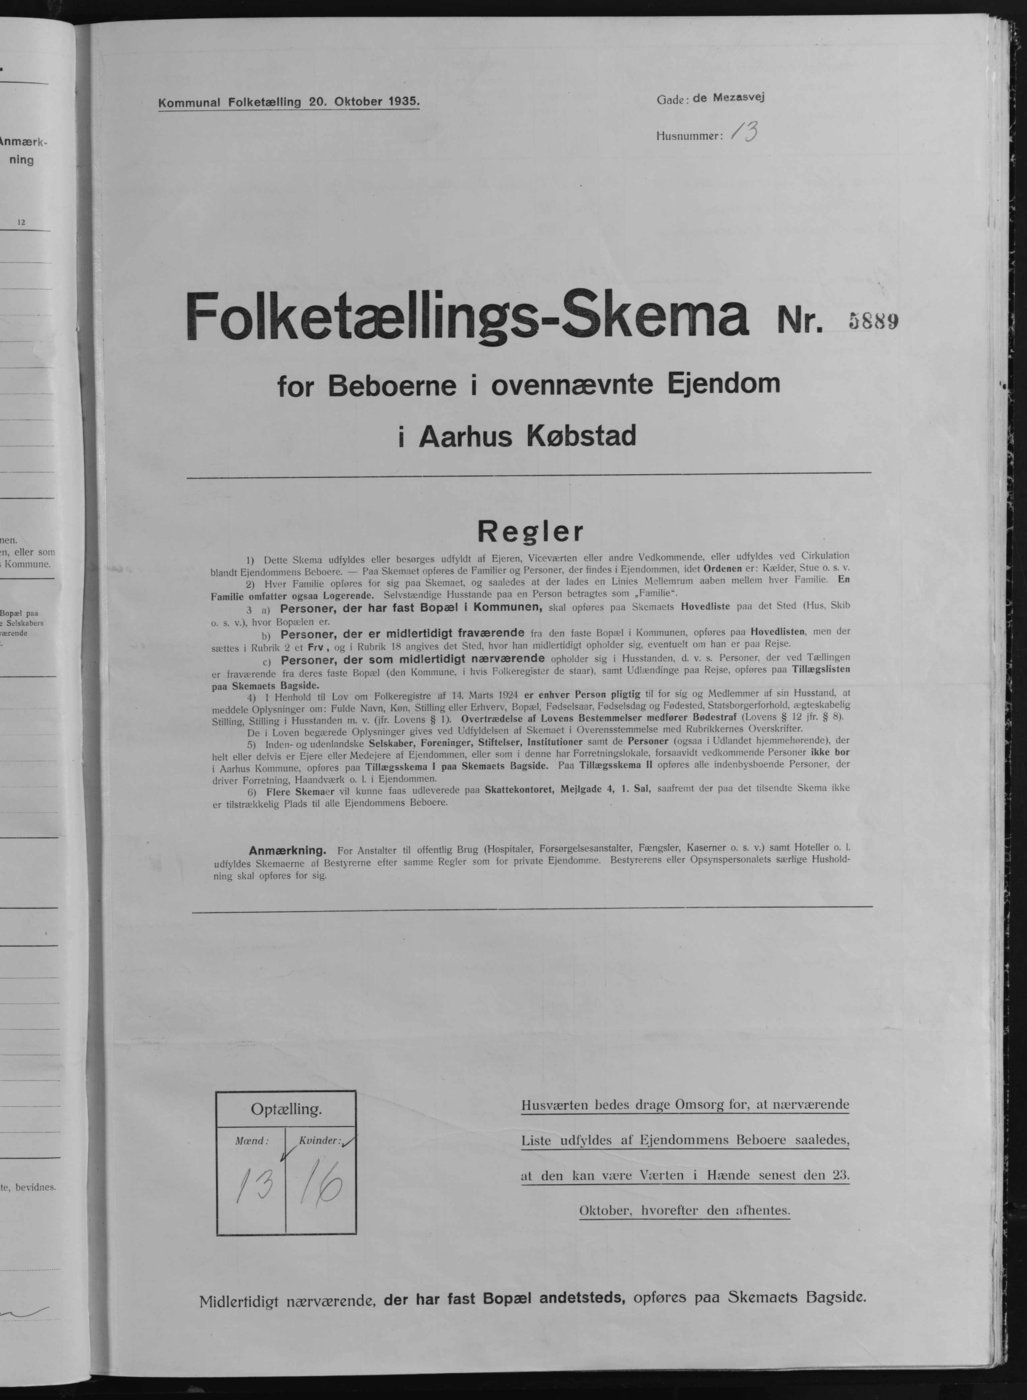 Anmærk-
ning
12
nen.
en, eller som
s Kommune.
Bopæl paa
e Selskabers
værende
te, bevidnes.
Kommunal Folketælling 20. Oktober 1935.
Gade: de Mezasvej
Husnummer: 13
Folketællings-Skema Nr. 5889
for Beboerne i ovennævnte Ejendom
i Aarhus Købstad
Regler
1) Dette Skema udfyldes eller besørges udfyldt af Ejeren, Viceværten eller andre Vedkommende, eller udfyldes ved Cirkulation
blandt Ejendommens Beboere. — Paa Skemaet opføres de Familier og Personer, der findes i Ejendommen, idet Ordenen er: Kælder, Stue o. s. v.
2) Hver Familie opføres for sig paa Skemaet, og saaledes at der lades en Linies Mellemrum aaben mellem hver Familie. En
Familie omfatter ogsaa Logerende. Selvstændige Husstande paa en Person betragtes som „Familie“.
3 a) Personer, der har fast Bopæl i Kommunen, skal opføres paa Skemaets Hovedliste paa det Sted (Hus, Skib
o. s. v.), hvor Bopælen er.
b) Personer, der er midlertidigt fraværende fra den faste Bopæl i Kommunen, opføres paa Hovedlisten, men der
sættes i Rubrik 2 et Frv, og i Rubrik 18 angives det Sted, hvor han midlertidigt opholder sig, eventuelt om han er paa Rejse.
c) Personer, der som midlertidigt nærværende opholder sig i Husstanden, d. v. s. Personer, der ved Tællingen
er fraværende fra deres faste Bopæl (den Kommune, i hvis Folkeregister de staar), samt Udlændinge paa Rejse, opføres paa Tillægslisten
paa Skemaets Bagside.
4) I Henhold til Lov om Folkeregistre af 14. Marts 1924 er enhver Person pligtig til for sig og Medlemmer af sin Husstand, at
meddele Oplysninger om: Fulde Navn, Køn, Stilling eller Erhverv, Bopæl, Fødselsaar, Fødselsdag og Fødested, Statsborgerforhold, ægteskabelig
Stilling, Stilling i Husstanden m. v. (jfr. Lovens § 1). Overtrædelse af Lovens Bestemmelser medfører Bødestraf (Lovens § 12 jfr. § 8).
De i Loven begærede Oplysninger gives ved Udfyldelsen af Skemaet i Overensstemmelse med Rubrikkernes Overskrifter.
5) Inden- og udenlandske Selskaber, Foreninger, Stiftelser, Institutioner samt de Personer (ogsaa i Udlandet hjemmehørende), der
helt eller delvis er Ejere eller Medejere af Ejendommen, eller som i denne har Forretningslokale, forsaavidt vedkommende Personer ikke bor
i Aarhus Kommune, opføres paa Tillægsskema I paa Skemaets Bagside. Paa Tillægsskema II opføres alle indenbysboende Personer, der
driver Forretning, Haandværk o. l. i Ejendommen.
6) Flere Skemaer vil kunne faas udleverede paa Skattekontoret, Mejlgade 4, 1. Sal, saafremt der paa det tilsendte Skema ikke
er tilstrækkelig Plads til alle Ejendommens Beboere.
Anmærkning. For Anstalter til offentlig Brug (Hospitaler, Forsørgelsesanstalter, Fængsler, Kaserner o. s. v.) samt Hoteller o. l.
udfyldes Skemaerne af Bestyrerne efter samme Regler som for private Ejendomme. Bestyrerens eller Opsynspersonalets særlige Hushold-
ning skal opføres for sig.
Optælling.
Mænd: Kvinder:
13 16
Husværten bedes drage Omsorg for, at nærværende
Liste udfyldes af Ejendommens Beboere saaledes,
at den kan være Værten i Hænde senest den 23.
Oktober, hvorefter den afhentes.
Midlertidigt nærværende, der har fast Bopæl andetsteds, opføres paa Skemaets Bagside.